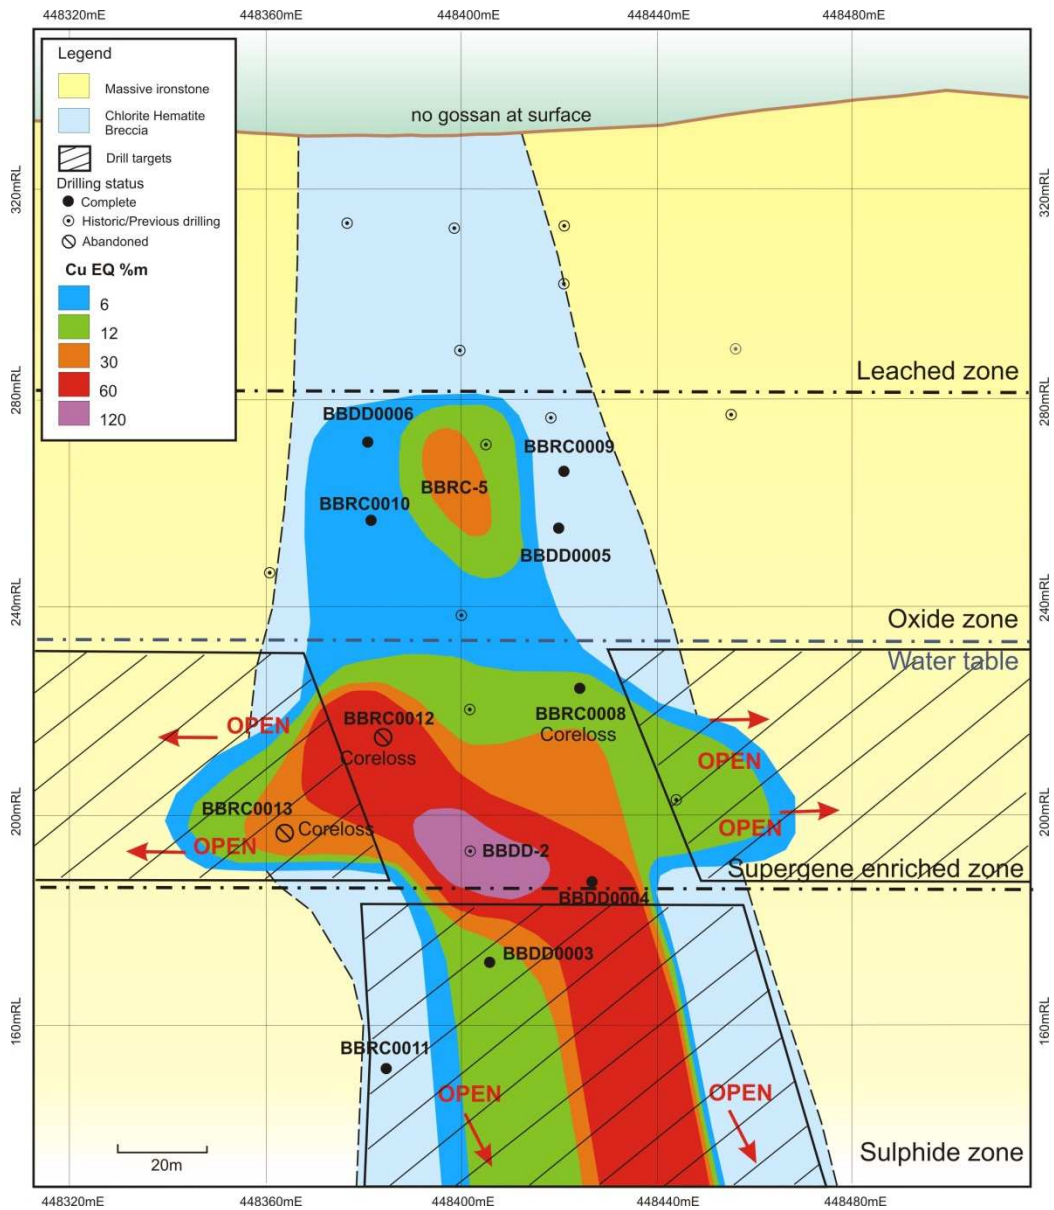 448320mE
448360mE
448400mE
448440mE
448480mE
Legend
Massive ironstone
Chlorite Hematite
Breccia
Drill targets
Drilling status
Complete
Historic/Previous drilling
Abandoned
Cu EQ %m
6
12
30
60
120
no gossan at surface
320mRL
320mRL
Leached zone
280mRL
280mRL
BBDD0006
BBRC0009
BBRC-5
BBRC0010
BBDD0005
240mRL
240mRL
Oxide zone
Water table
BBRC0012
Coreloss
BBRC0008
Coreloss
OPEN
OPEN
BBRC0013
Coreloss
200mRL
200mRL
OPEN
OPEN
BBDD-2
Supergene enriched zone
BBDD0004
BBDD0003
160mRL
160mRL
BBRC0011
OPEN
OPEN
20m
Sulphide zone
448320mE
448360mE
448400mE
448440mE
448480mE